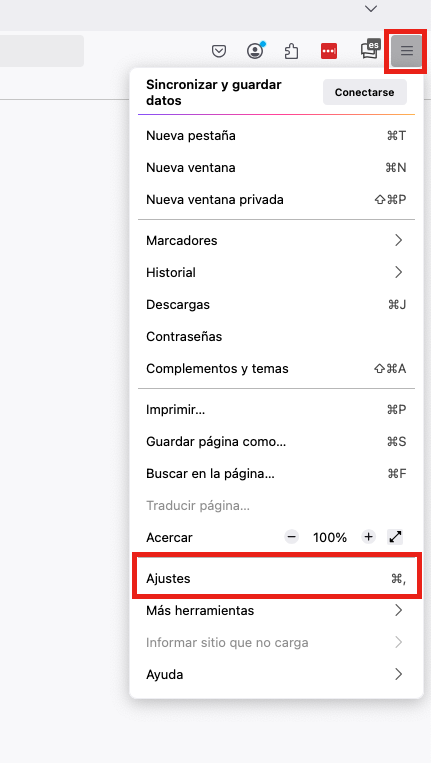 es
Sincronizar y guardar
datos
Conectarse
Nueva pestaña ⌘T
Nueva ventana ⌘N
Nueva ventana privada ⇧⌘P
Marcadores
Historial
Descargas ⌘J
Contraseñas
Complementos y temas ⇧⌘A
Imprimir... ⌘P
Guardar página como... ⌘S
Buscar en la página... ⌘F
Traducir página...
Acercar − 100% +
Ajustes ⌘,
Más herramientas
Informar sitio que no carga
Ayuda